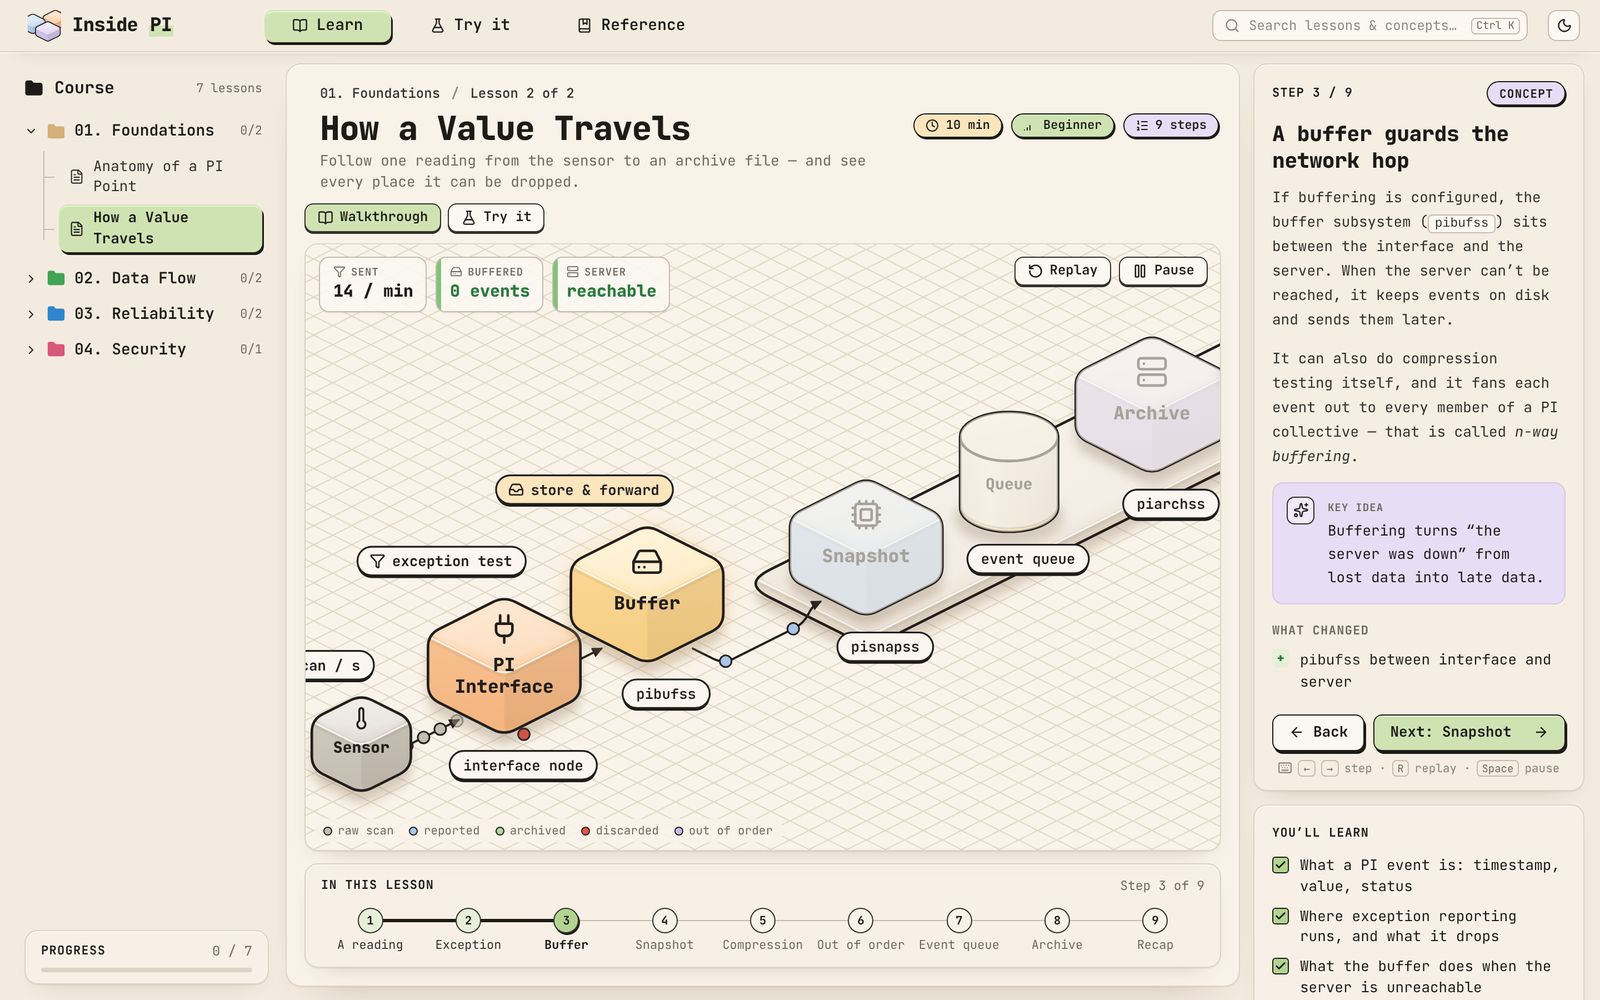 Inside PI
Learn
Try it
Reference
Search lessons & concepts…
Ctrl K
Course
7 lessons
01. Foundations
0/2
Anatomy of a PI
Point
How a Value
Travels
02. Data Flow
0/2
03. Reliability
0/2
04. Security
0/1
PROGRESS
0 / 7
01. Foundations / Lesson 2 of 2
How a Value Travels
10 min
Beginner
9 steps
Follow one reading from the sensor to an archive file — and see
every place it can be dropped.
Walkthrough
Try it
SENT
14 / min
BUFFERED
0 events
SERVER
reachable
Replay
Pause
Archive
Queue
store & forward
piarchss
Snapshot
exception test
event queue
Buffer
pisnapss
PI
Interface
can / s
pibufss
Sensor
interface node
raw scan
reported
archived
discarded
out of order
IN THIS LESSON
Step 3 of 9
1
2
3
4
5
6
7
8
9
A reading
Exception
Buffer
Snapshot
Compression
Out of order
Event queue
Archive
Recap
STEP 3 / 9
CONCEPT
A buffer guards the
network hop
If buffering is configured, the
buffer subsystem (pibufss) sits
between the interface and the
server. When the server can’t be
reached, it keeps events on disk
and sends them later.
It can also do compression
testing itself, and it fans each
event out to every member of a PI
collective — that is called n-way
buffering.
KEY IDEA
Buffering turns “the
server was down” from
lost data into late data.
WHAT CHANGED
+ pibufss between interface and
server
← Back
Next: Snapshot →
← → step · R replay · Space pause
YOU’LL LEARN
What a PI event is: timestamp,
value, status
Where exception reporting
runs, and what it drops
What the buffer does when the
server is unreachable